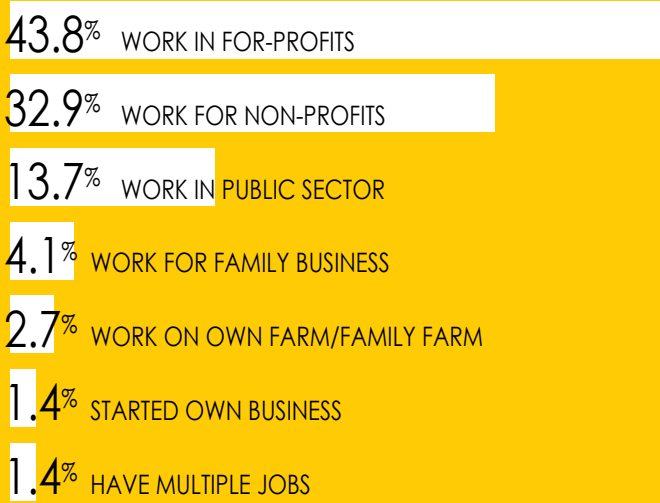 43.8% WORK IN FOR-PROFITS
32.9% WORK FOR NON-PROFITS
13.7% WORK IN PUBLIC SECTOR
4.1% WORK FOR FAMILY BUSINESS
2.7% WORK ON OWN FARM/FAMILY FARM
1.4% STARTED OWN BUSINESS
1.4% HAVE MULTIPLE JOBS